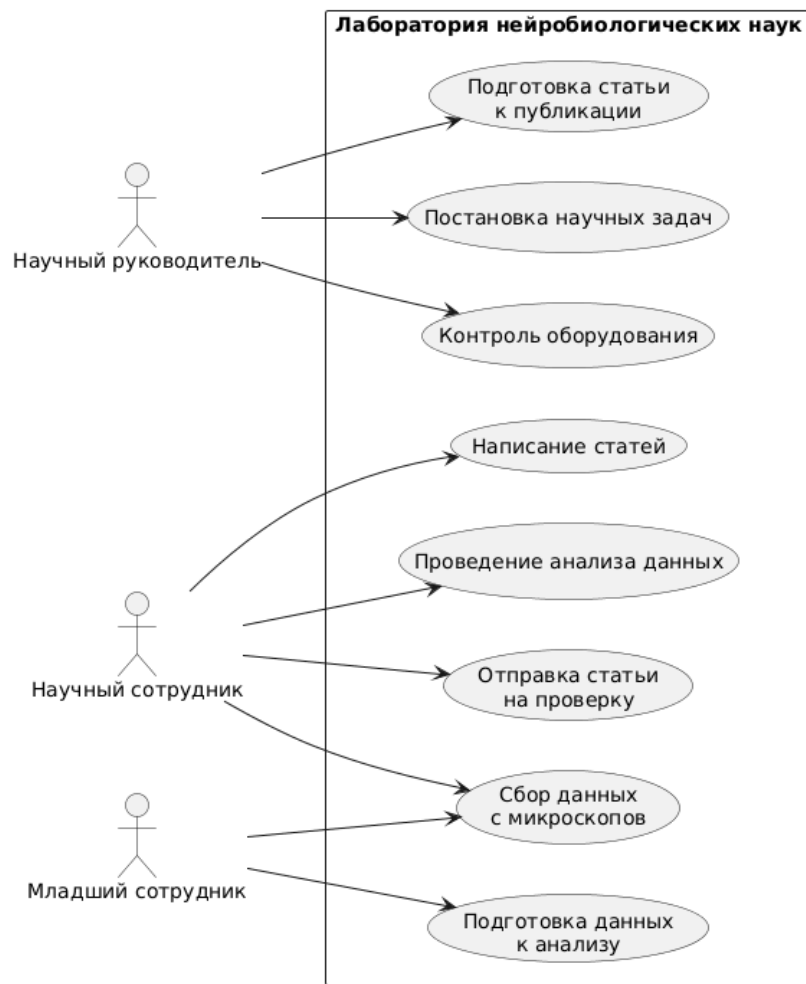 Лаборатория нейробиологических наук
Подготовка статьи
к публикации
Постановка научных задач
Научный руководитель
Контроль оборудования
Написание статей
Проведение анализа данных
Научный сотрудник
Отправка статьи
на проверку
Сбор данных
с микроскопов
Младший сотрудник
Подготовка данных
к анализу